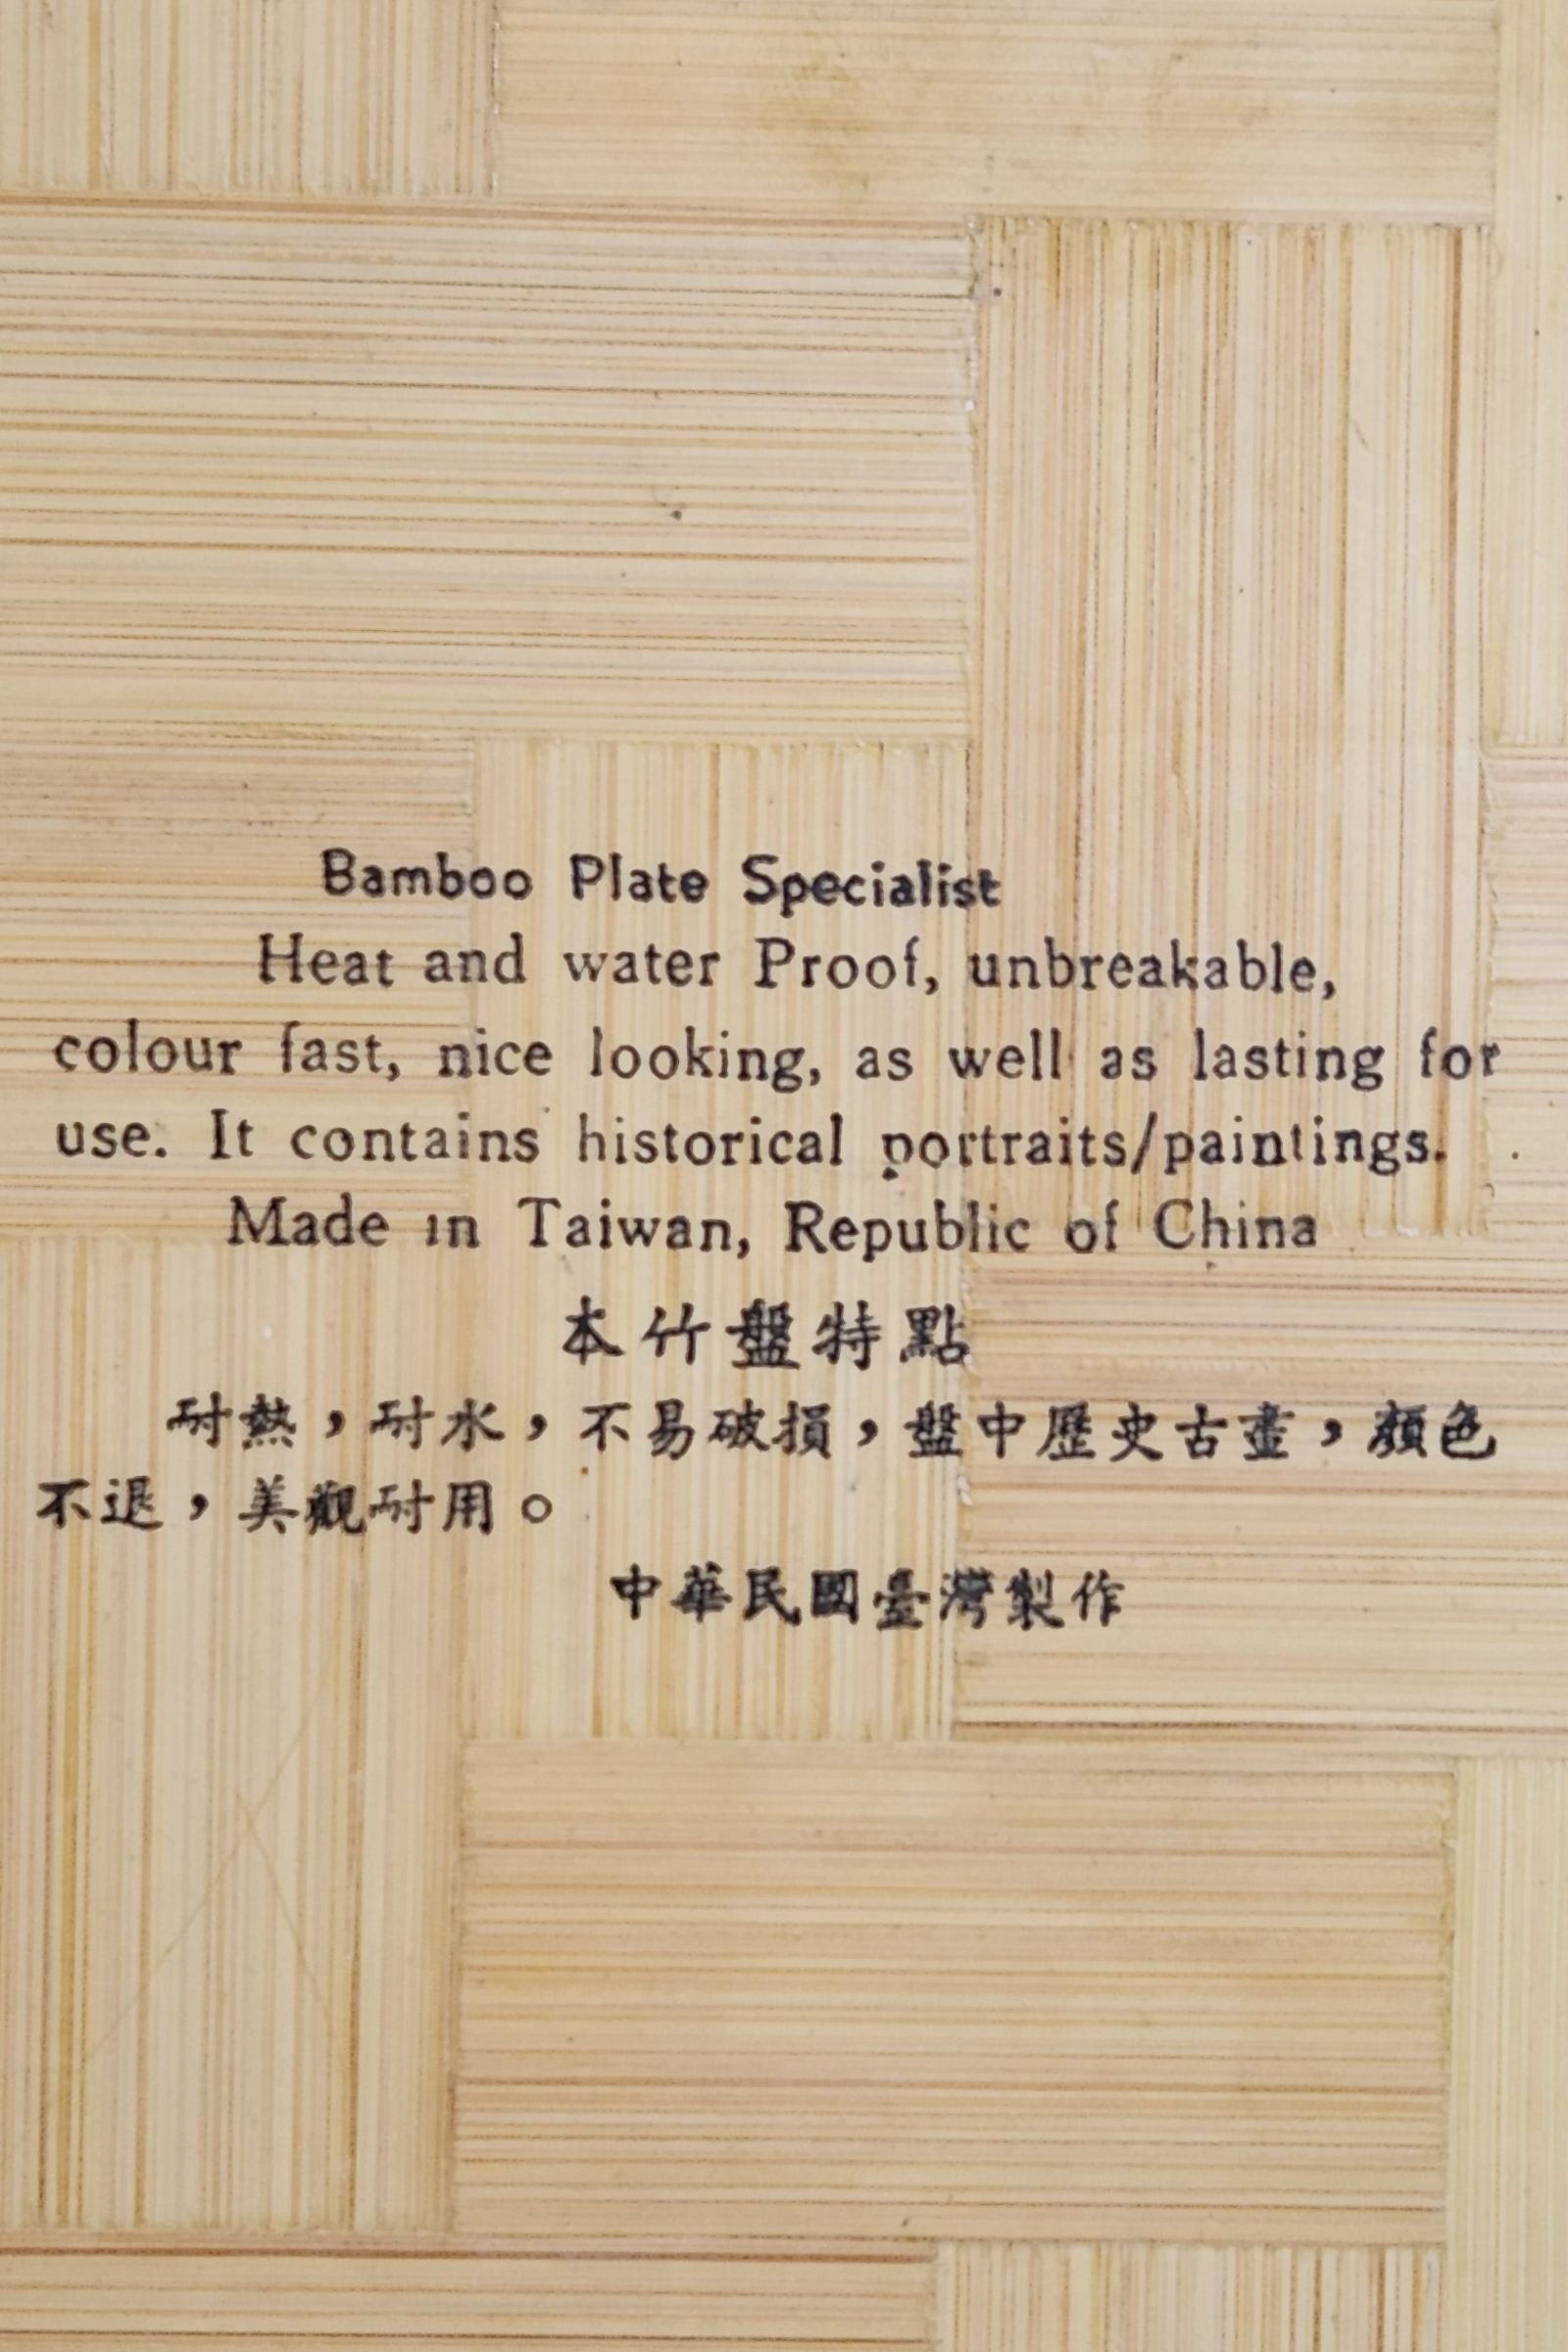 Bamboo Plate Specialist
Heat and water Proof, unbreakable,
colour fast, nice looking, as well as lasting for
use. It contains historical portraits/paintings.
Made in Taiwan, Republic of China
本竹盤特點
耐熱，耐水，不易破損，盤中歷史古畫，顏色
不退，美觀耐用。
中華民國臺灣製作